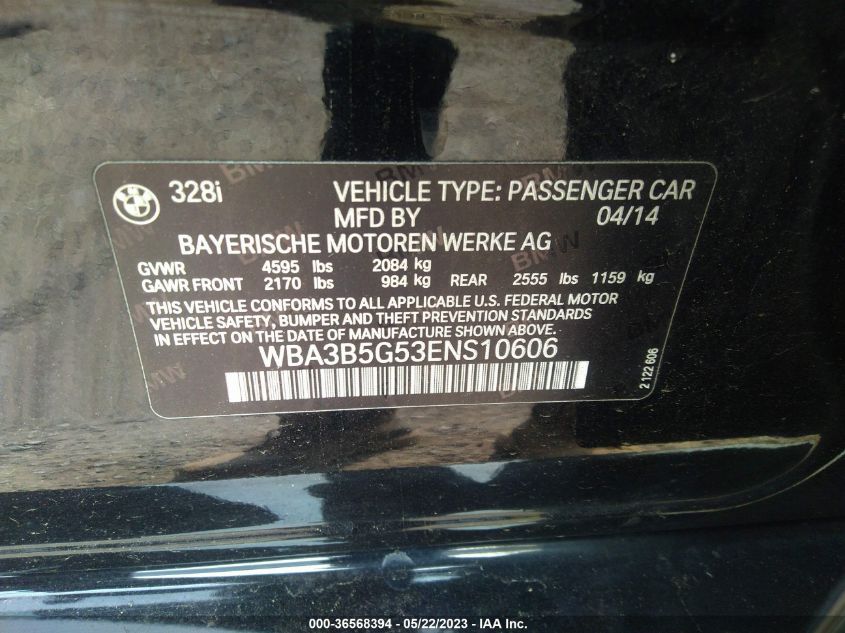 328i VEHICLE TYPE: PASSENGER CAR
MFD BY 04/14
BAYERISCHE MOTOREN WERKE AG
GVWR 4595 lbs 2084 kg
GAWR FRONT 2170 lbs 984 kg REAR 2555 lbs 1159 kg
THIS VEHICLE CONFORMS TO ALL APPLICABLE U.S. FEDERAL MOTOR
VEHICLE SAFETY, BUMPER AND THEFT PREVENTION STANDARDS
IN EFFECT ON THE DATE OF MANUFACTURE SHOWN ABOVE.
WBA3B5G53ENS10606
2 122 606
000-36568394 - 05/22/2023 - IAA Inc.